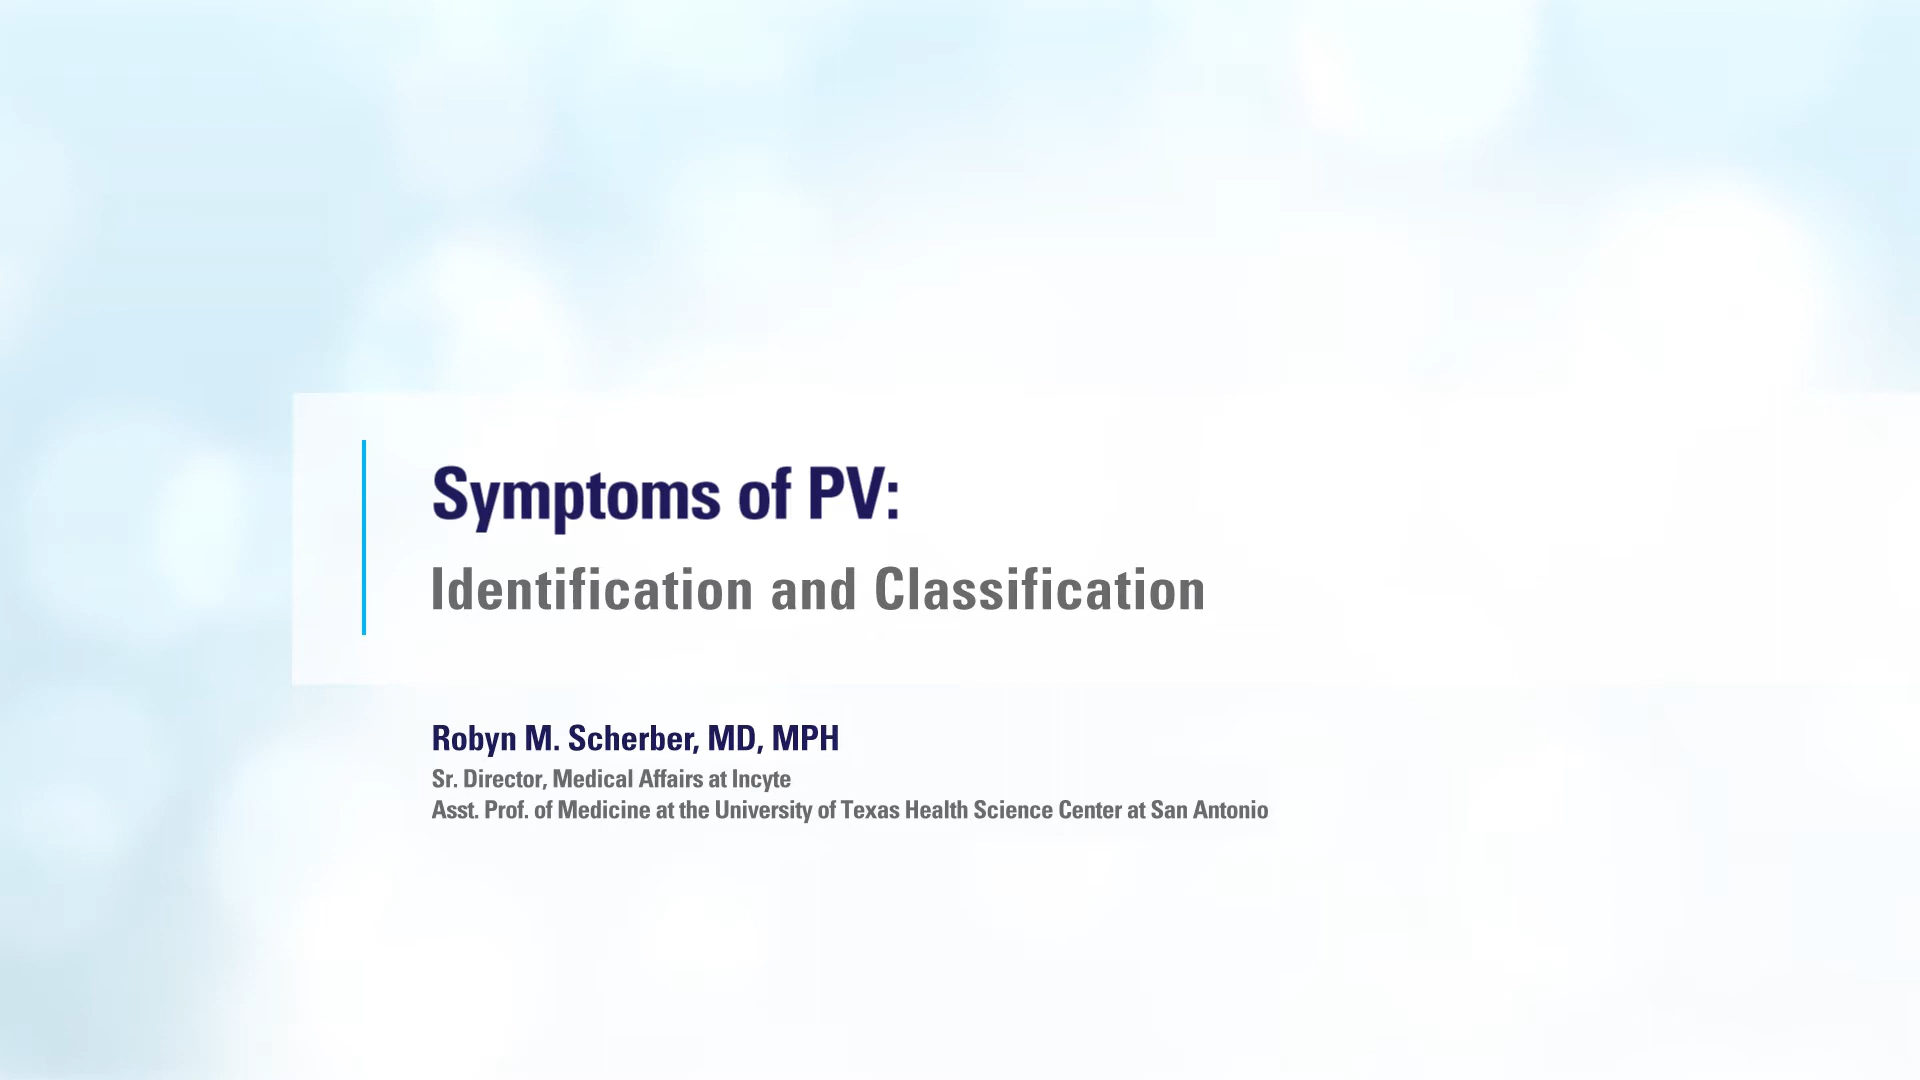 Symptoms of PV:
Identification and Classification
Robyn M. Scherber, MD, MPH
Sr. Director, Medical Affairs at Incyte
Asst. Prof. of Medicine at the University of Texas Health Science Center at San Antonio